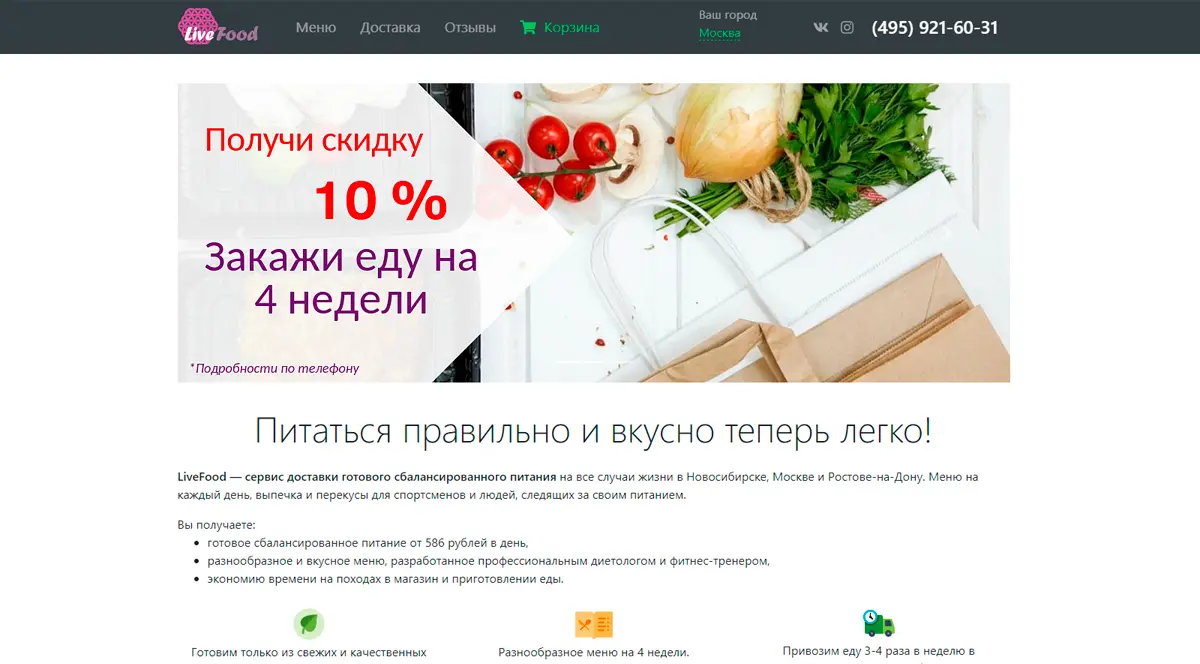 LiveFood
Меню
Доставка
Отзывы
Корзина
Ваш город
Москва
(495) 921-60-31
Получи скидку
10 %
Закажи еду на
4 недели
*Подробности по телефону
Питаться правильно и вкусно теперь легко!
LiveFood — сервис доставки готового сбалансированного питания на все случаи жизни в Новосибирске, Москве и Ростове-на-Дону. Меню на
каждый день, выпечка и перекусы для спортсменов и людей, следящих за своим питанием.
Вы получаете:
готовое сбалансированное питание от 586 рублей в день,
разнообразное и вкусное меню, разработанное профессиональным диетологом и фитнес-тренером,
экономию времени на походах в магазин и приготовлении еды.
Готовим только из свежих и качественных
Разнообразное меню на 4 недели.
Привозим еду 3-4 раза в неделю в